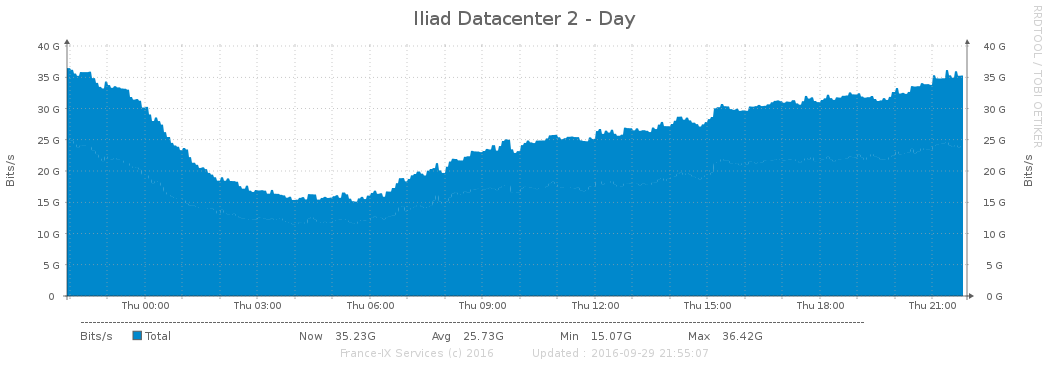 Iliad Datacenter 2 - Day
RRDTOOL / TOBI OETIKER
Bits/s
40 G
35 G
30 G
25 G
20 G
15 G
10 G
5 G
0
40 G
35 G
30 G
25 G
20 G
15 G
10 G
5 G
0 G
Bits/s
Thu 00:00 Thu 03:00 Thu 06:00 Thu 09:00 Thu 12:00 Thu 15:00 Thu 18:00 Thu 21:00
Bits/s Total Now 35.23G Avg 25.73G Min 15.07G Max 36.42G
France-IX Services (c) 2016 Updated : 2016-09-29 21:55:07